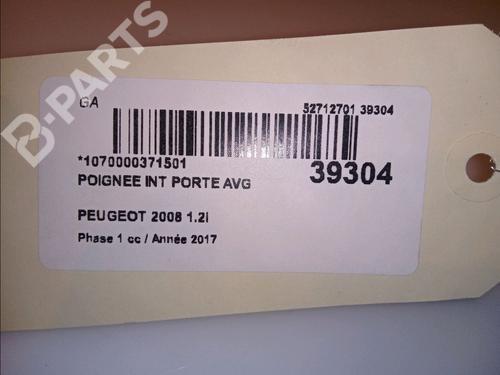 B-PARTS
GA
52712701 39304
*1070000371501
39304
POIGNEE INT PORTE AVG
PEUGEOT 2008 1.2i
Phase 1 cc / Année 2017